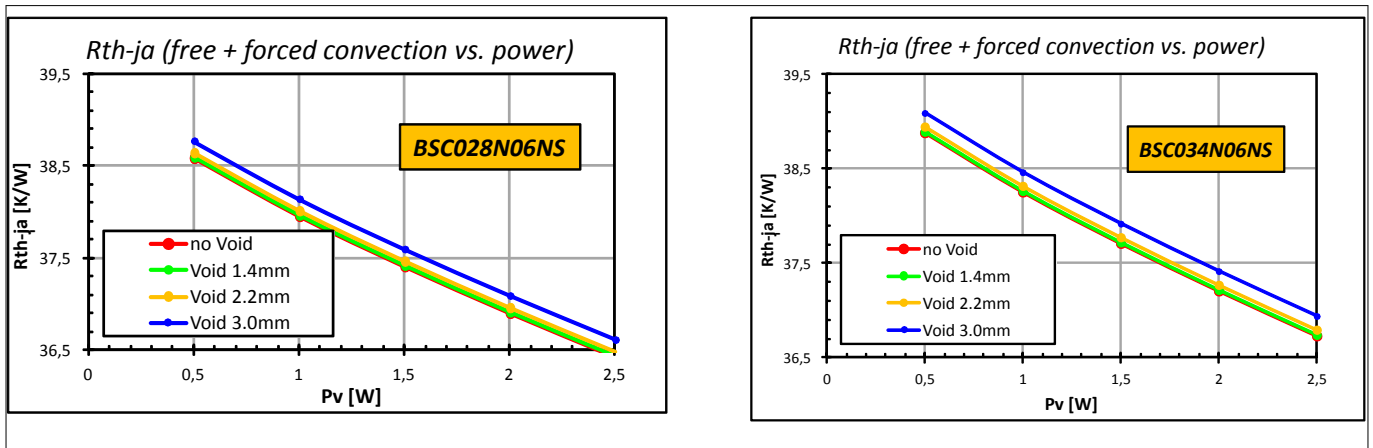 Rth-ja (free + forced convection vs. power)
39,5
38,5
37,5
36,5
Rth-ja [K/W]
BSC028N06NS
no Void
Void 1.4mm
Void 2.2mm
Void 3.0mm
0 0,5 1 1,5 2 2,5
Pv [W]
Rth-ja (free + forced convection vs. power)
39,5
38,5
37,5
36,5
Rth-ja [K/W]
BSC034N06NS
no Void
Void 1.4mm
Void 2.2mm
Void 3.0mm
0 0,5 1 1,5 2 2,5
Pv [W]